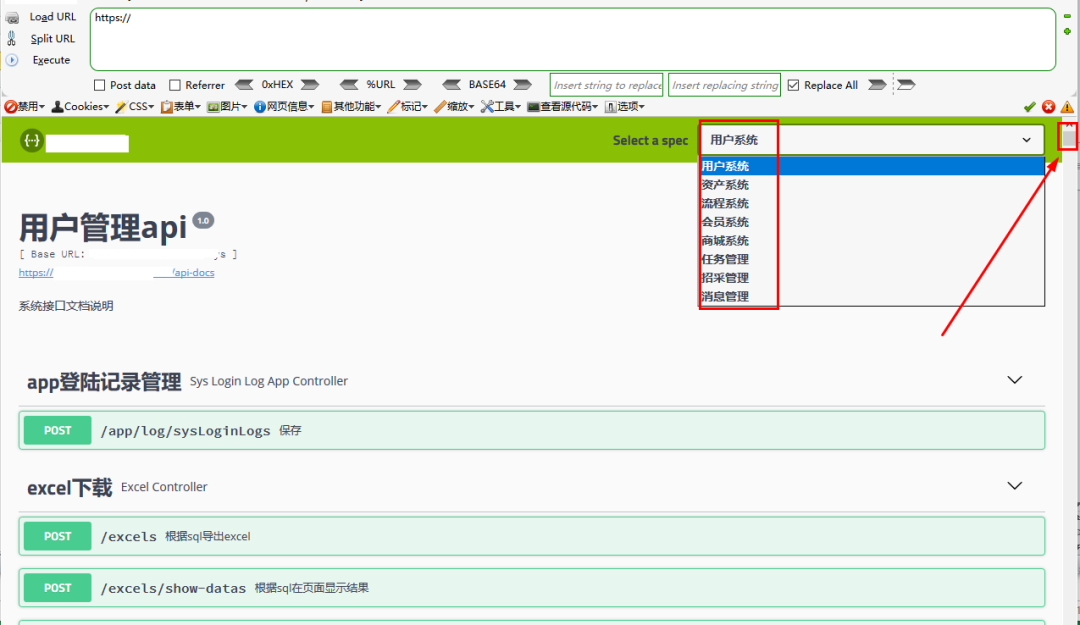 Load URL
https://
Split URL
Execute
Post data Referrer 0xHEX %URL BASE64 Insert string to replace Insert replacing string Replace All
禁用 Cookies CSS 表单 图片 网页信息 其他功能 标记 缩放 工具 查看源代码 选项
Select a spec 用户系统
用户系统
资产系统
流程系统
会员系统
商城系统
任务管理
招采管理
消息管理
用户管理api 1.0
[ Base URL: ys ]
https:// /api-docs
系统接口文档说明
app登陆记录管理 Sys Login Log App Controller
POST /app/log/sysLoginLogs 保存
excel下载 Excel Controller
POST /excels 根据sql导出excel
POST /excels/show-datas 根据sql在页面显示结果